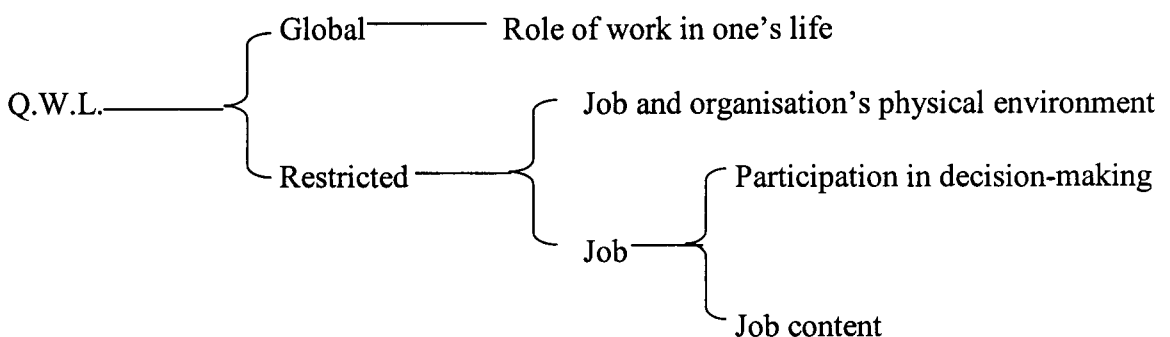 Global Role of work in one’s life
Q.W.L. Job and organisation’s physical environment
Restricted Participation in decision-making
Job
Job content